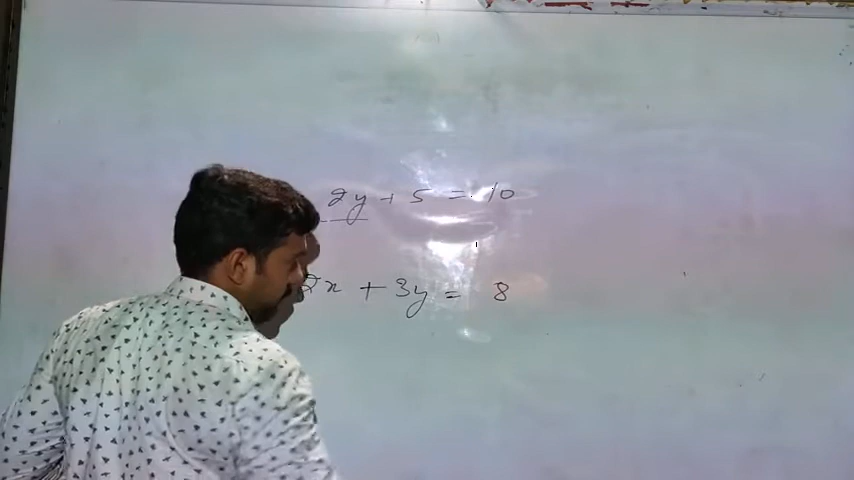 2y + 5 = 10
2x + 3y = 8